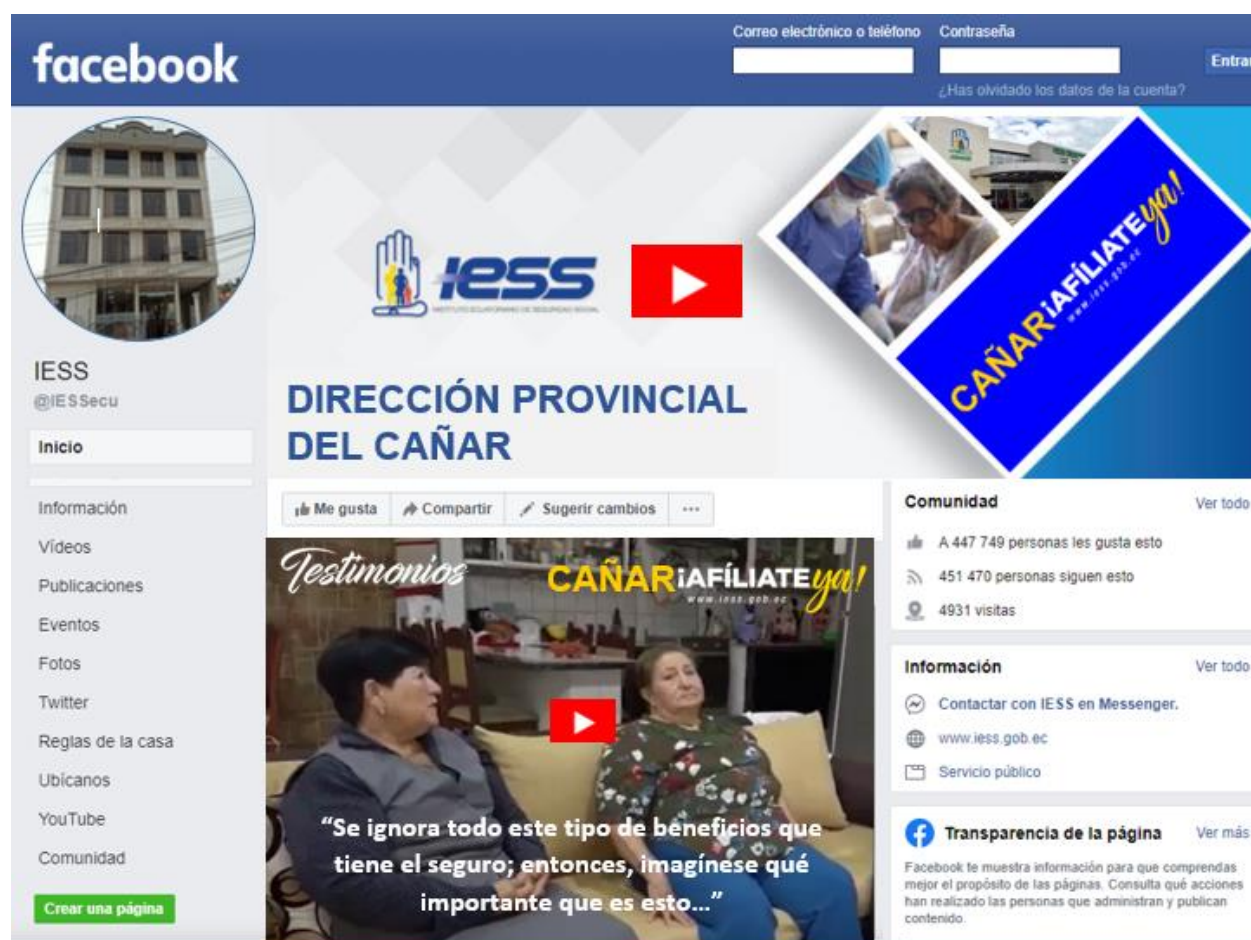 facebook
Correo electrónico o teléfono
Contraseña
Entrar
¿Has olvidado los datos de la cuenta?
IESS
@IESSecu
Inicio
Información
Vídeos
Publicaciones
Eventos
Fotos
Twitter
Reglas de la casa
Ubícanos
YouTube
Comunidad
Crear una página
iess
INSTITUTO ECUATORIANO DE SEGURIDAD SOCIAL
DIRECCIÓN PROVINCIAL
DEL CAÑAR
CAÑAR ¡AFÍLIATE ya!
www.iess.gob.ec
Me gusta
Compartir
Sugerir cambios
Testimonios
CAÑAR ¡AFÍLIATE ya!
www.iess.gob.ec
“Se ignora todo este tipo de beneficios que
tiene el seguro; entonces, imagínese qué
importante que es esto...”
Comunidad
Ver todo
A 447 749 personas les gusta esto
451 470 personas siguen esto
4931 visitas
Información
Ver todo
Contactar con IESS en Messenger.
www.iess.gob.ec
Servicio público
Transparencia de la página
Ver más
Facebook te muestra información para que comprendas
mejor el propósito de las páginas. Consulta qué acciones
han realizado las personas que administran y publican
contenido.